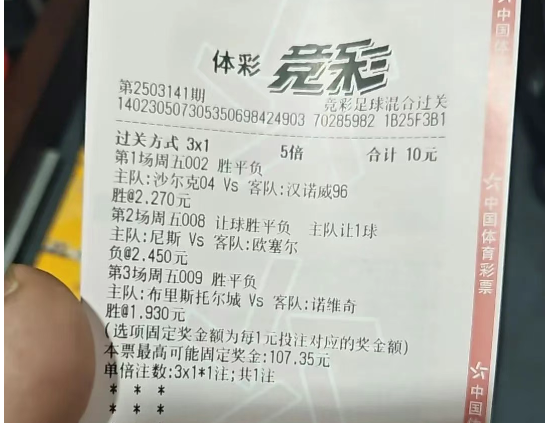 体彩 竞彩
第2503141期 竞彩足球混合过关
140230507305350698424903 70285982 1B25F3B1
过关方式 3x1 5倍 合计 10元
第1场周五002 胜平负
主队:沙尔克04 Vs 客队:汉诺威96
胜@2.270元
第2场周五008 让球胜平负 主队让1球
主队:尼斯 Vs 客队:欧塞尔
负@2.450元
第3场周五009 胜平负
主队:布里斯托尔城 Vs 客队:诺维奇
胜@1.930元
(选项固定奖金额为每1元投注对应的奖金额)
本票最高可能固定奖金:107.35元
单倍注数:3x1*1注;共1注
* * *
* * *
中国体
中国体育彩票
中国